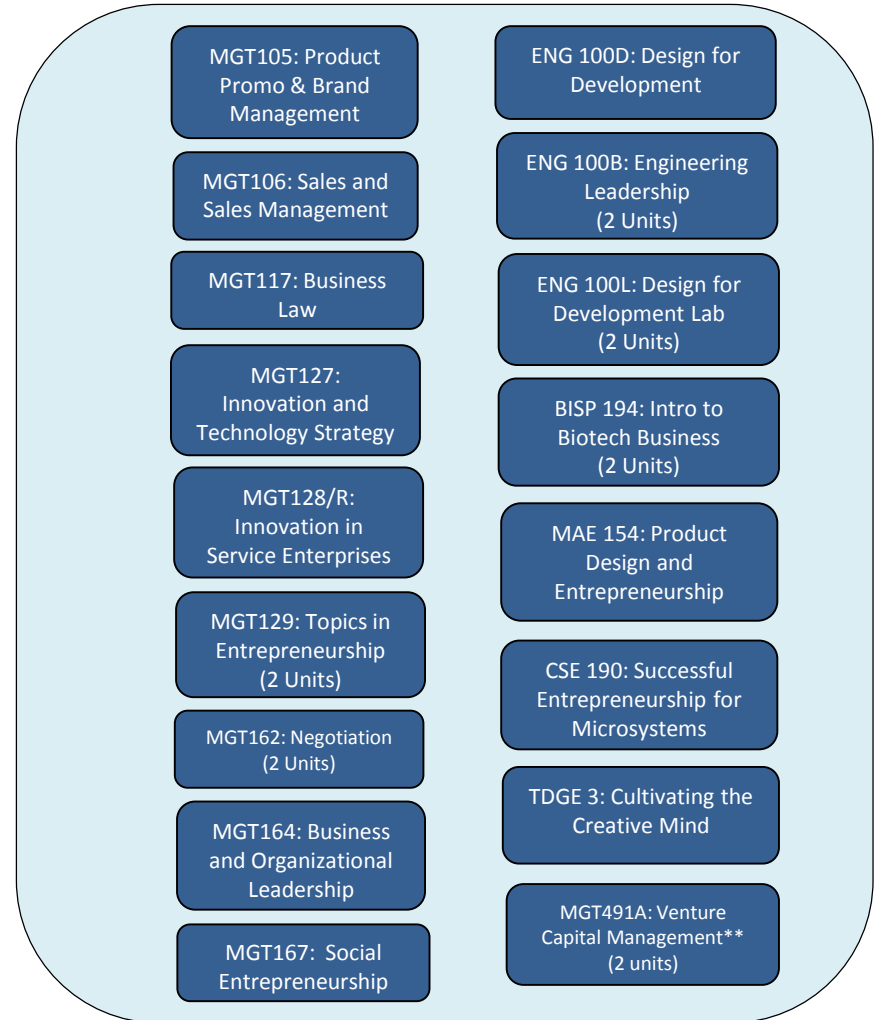 MGT105: Product
Promo & Brand
Management
MGT106: Sales and
Sales Management
MGT117: Business
Law
MGT127:
Innovation and
Technology Strategy
MGT128/R:
Innovation in
Service Enterprises
MGT129: Topics in
Entrepreneurship
(2 Units)
MGT162: Negotiation
(2 Units)
MGT164: Business
and Organizational
Leadership
MGT167:  Social
Entrepreneurship
ENG 100D: Design for
Development
ENG 100B: Engineering
Leadership
(2 Units)
ENG 100L: Design for
Development Lab
(2 Units)
BISP 194: Intro to
Biotech Business
(2 Units)
MAE 154: Product
Design and
Entrepreneurship
CSE 190: Successful
Entrepreneurship for
Microsystems
TDGE 3: Cultivating the
Creative Mind
MGT491A: Venture
Capital Management**
(2 units)